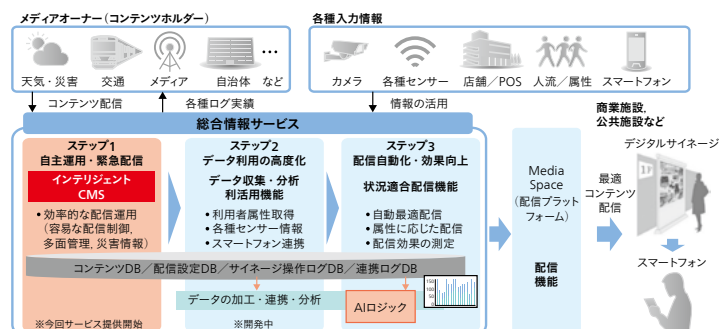 メディアオーナー（コンテンツホルダー）
天気・災害 交通 メディア 自治体 など
…
各種入力情報
カメラ 各種センサー 店舗／POS 人流／属性 スマートフォン
コンテンツ配信 各種ログ実績 情報の活用
総合情報サービス
ステップ1
自主運用・緊急配信
インテリジェント
CMS
・効率的な配信運用
（容易な配信制御,
多面管理, 災害情報）
ステップ2
データ利用の高度化
データ収集・分析
利活用機能
・利用者属性取得
・各種センサー情報
・スマートフォン連携
ステップ3
配信自動化・効果向上
状況適合配信機能
・自動最適配信
・属性に応じた配信
・配信効果の測定
コンテンツDB／配信設定DB／サイネージ操作ログDB／連携ログDB
データの加工・連携・分析
AIロジック
150
100
50
0
※今回サービス提供開始
※開発中
Media
Space
（配信プラット
フォーム）
配信
機能
最適
コンテンツ
配信
商業施設,
公共施設など
デジタルサイネージ
スマートフォン